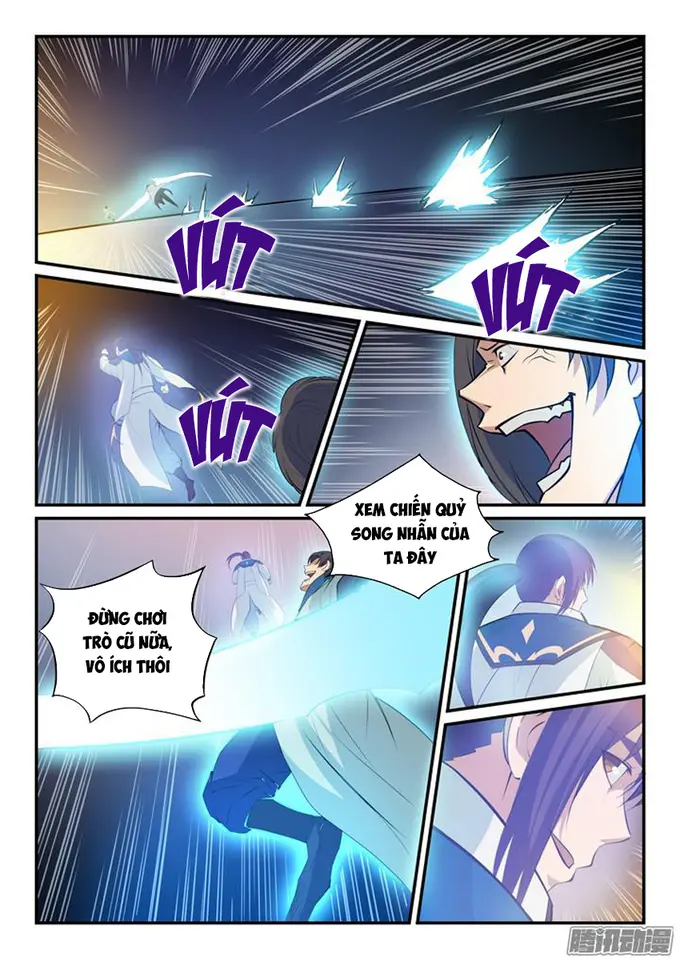 VÚT
VÚT
VÚT
XEM CHIẾN QUỶ
SONG NHẪN CỦA
TA ĐÂY
ĐỪNG CHƠI
TRÒ CŨ NỮA,
VÔ ÍCH THÔI
腾讯动漫